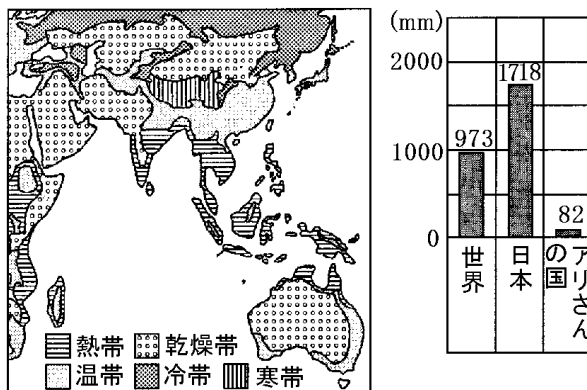 熱帯 乾燥帯
温帯 冷帯 寒帯
(mm)
2000
1718
1000
973
82
0
世界
日本
アリさんの国